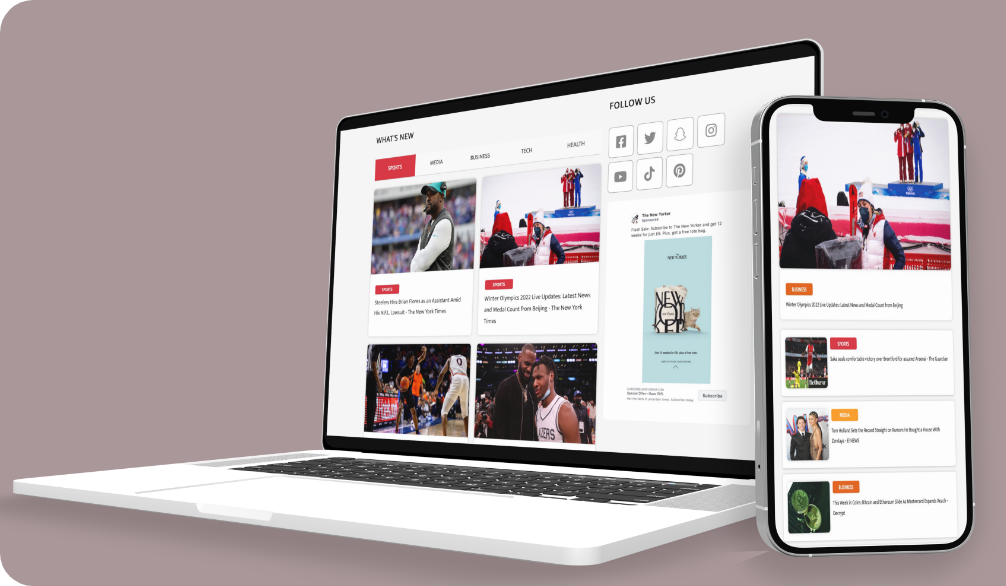 WHAT'S NEW
SPORTS
MEDIA
BUSINESS
TECH
HEALTH
SPORTS
Steelers Hire Brian Flores as an Assistant Amid
His N.F.L. Lawsuit - The New York Times
SPORTS
Winter Olympics 2022 Live Updates: Latest News
and Medal Count From Beijing - The New York
Times
FOLLOW US
The New Yorker
Sponsored
Flash Sale: Subscribe to The New Yorker and get 12
weeks for just $6. Plus, get a free tote bag.
NEW
YORKER
Subscribe
BUSINESS
Winter Olympics 2022 Live Updates: Latest News and Medal Count from Beijing
SPORTS
Saka seals comfortable victory over Brentford for assured Arsenal - The Guardian
MEDIA
Tom Holland Sets the Record Straight on Rumors He Bought a House With
Zendaya - E! NEWS
BUSINESS
This Week in Coins: Bitcoin and Ethereum Slide As Mastercard Expands Reach -
Decrypt